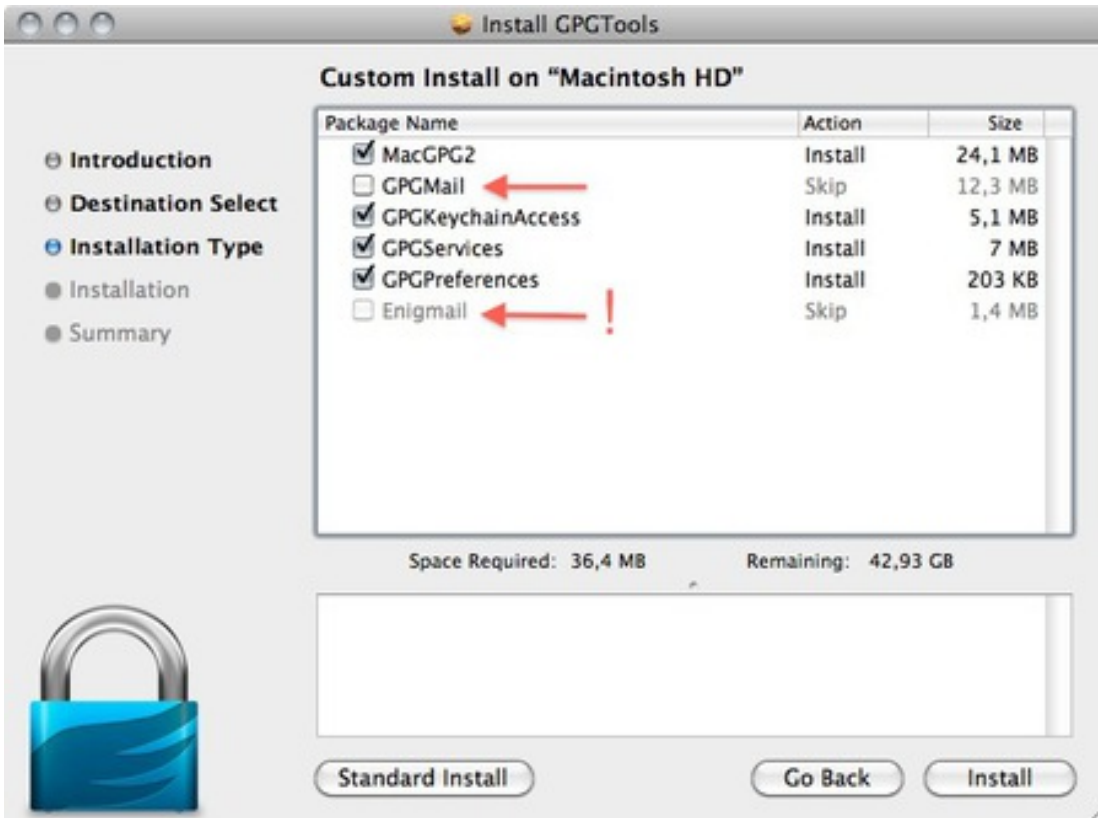 Install GPGTools
Custom Install on “Macintosh HD”
Introduction
Destination Select
Installation Type
Installation
Summary
Package Name Action Size
MacGPG2 Install 24,1 MB
GPGMail Skip 12,3 MB
GPGKeychainAccess Install 5,1 MB
GPGServices Install 7 MB
GPGPreferences Install 203 KB
Enigmail Skip 1,4 MB
!
Space Required: 36,4 MB Remaining: 42,93 GB
Standard Install Go Back Install